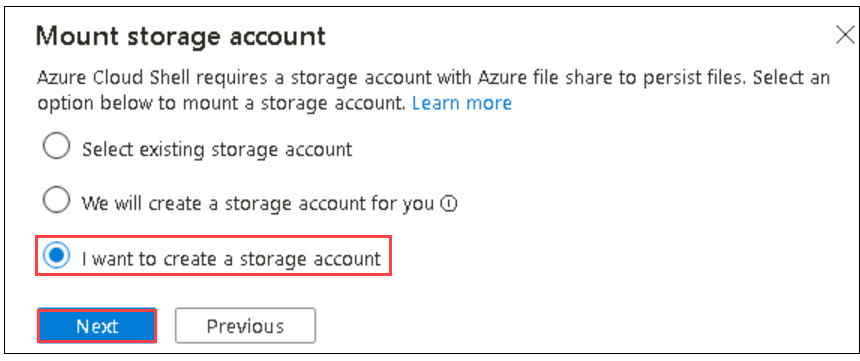 Mount storage account
Azure Cloud Shell requires a storage account with Azure file share to persist files. Select an
option below to mount a storage account. Learn more
Select existing storage account
We will create a storage account for you
I want to create a storage account
Next
Previous